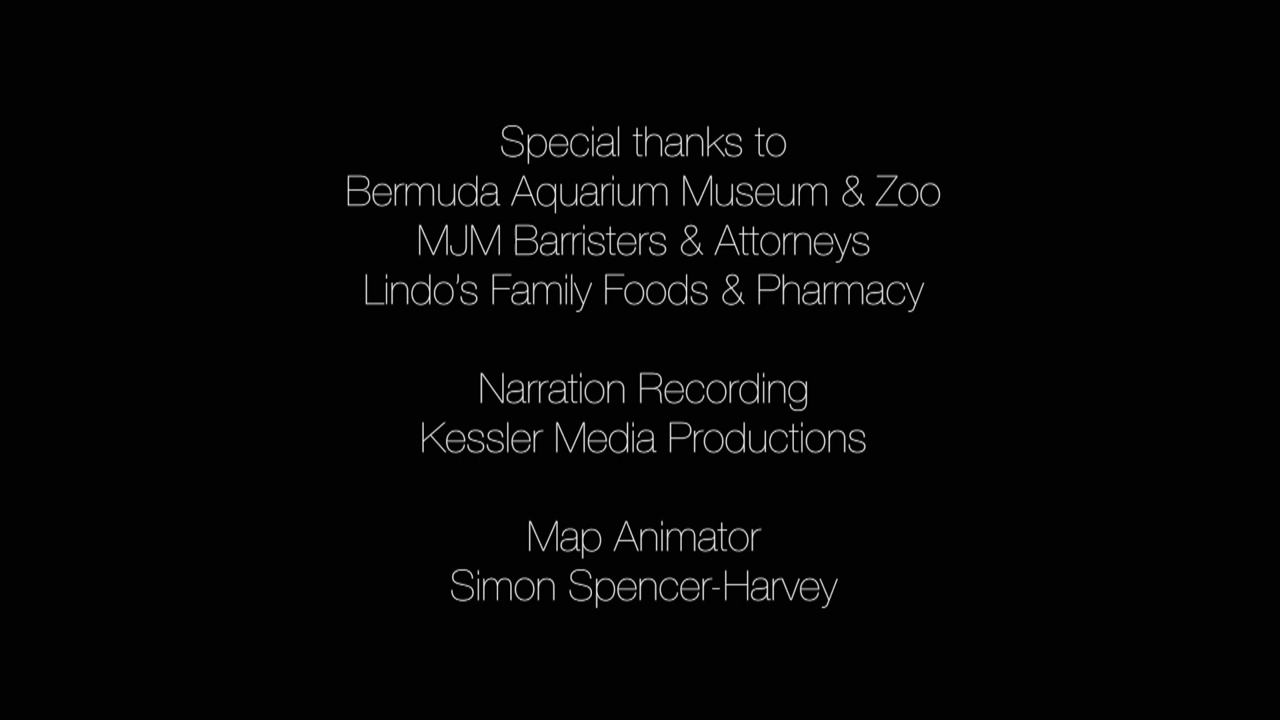 Special thanks to
Bermuda Aquarium Museum & Zoo
MJM Barristers & Attorneys
Lindo's Family Foods & Pharmacy
Narration Recording
Kessler Media Productions
Map Animator
Simon Spencer-Harvey